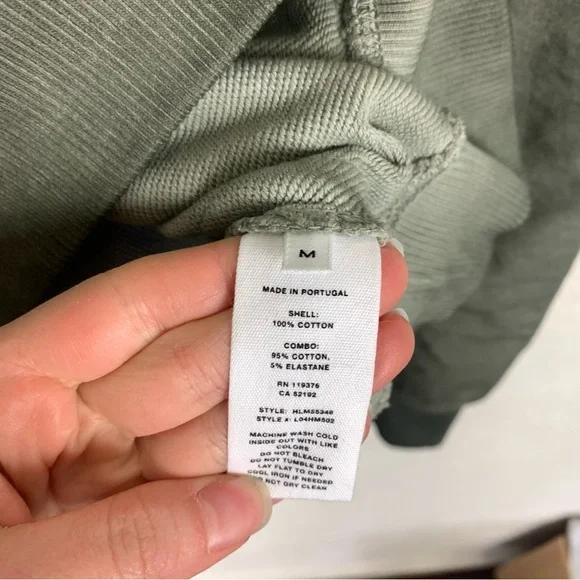 M
MADE IN PORTUGAL
SHELL:
100% COTTON
COMBO:
95% COTTON,
5% ELASTANE
RN 119376
CA 52192
STYLE: HLM55348
STYLE #: L04HM502
MACHINE WASH COLD
INSIDE OUT WITH LIKE
COLORS
DO NOT BLEACH
DO NOT TUMBLE DRY
LAY FLAT TO DRY
COOL IRON IF NEEDED
DO NOT DRY CLEAN